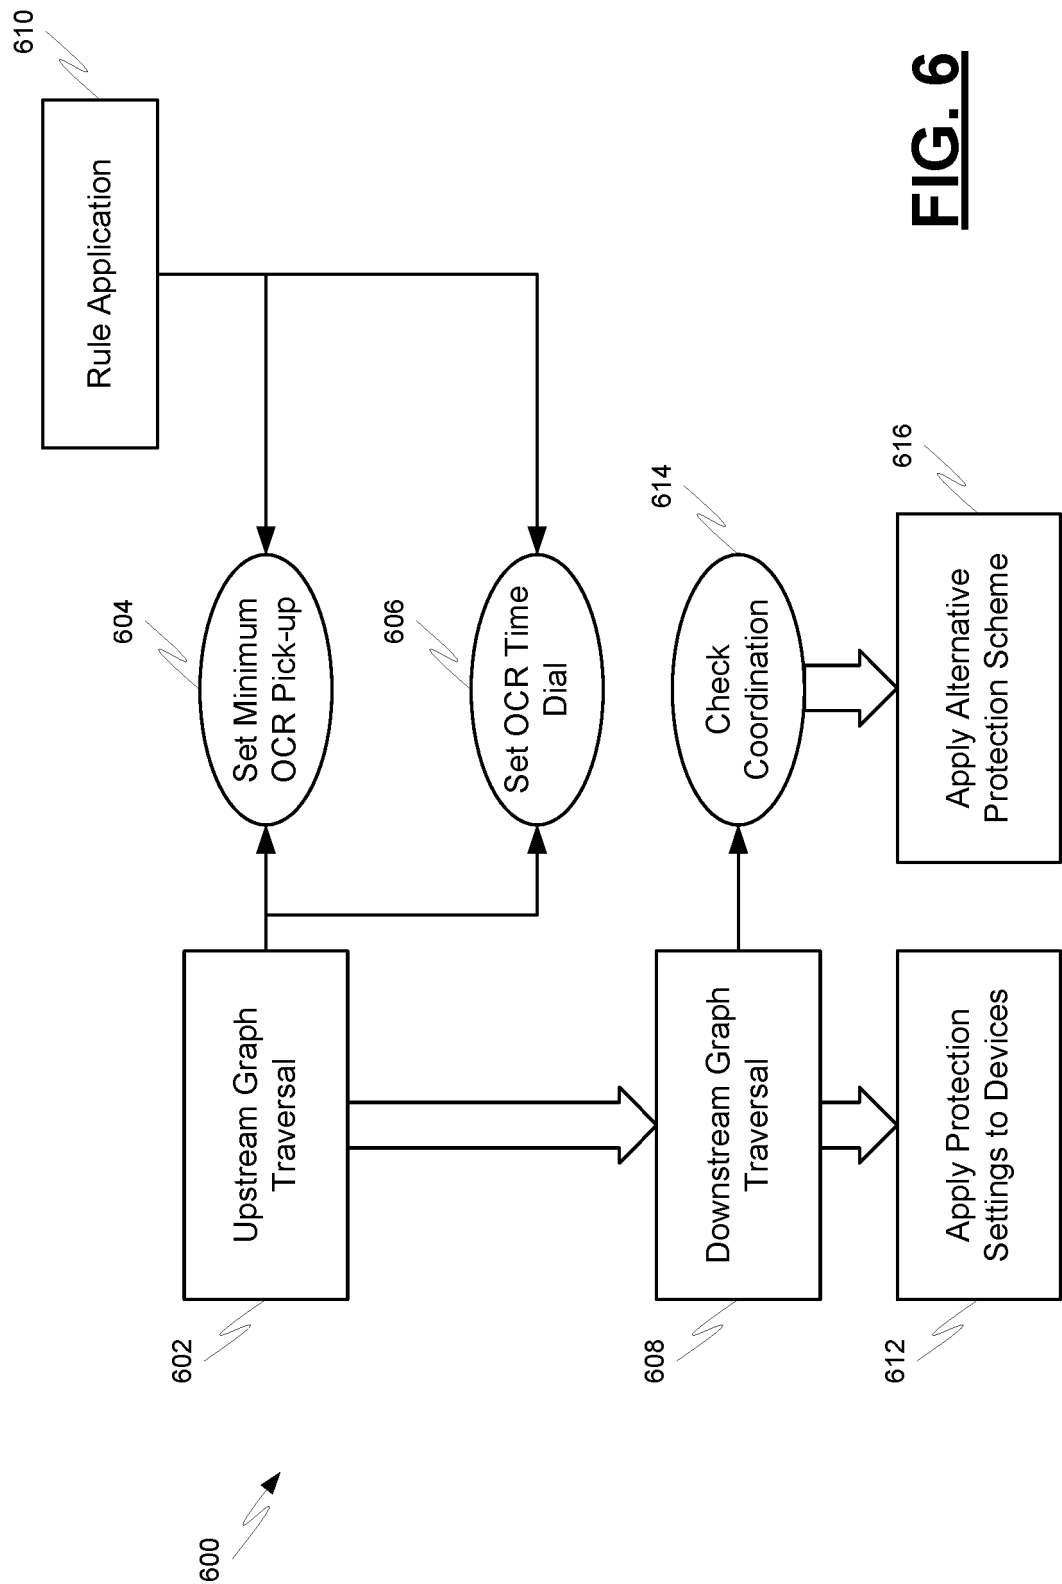 610
Rule Application
604
Set Minimum
OCR Pick-up
606
Set OCR Time
Dial
602
Upstream Graph
Traversal
614
Check
Coordination
608
Downstream Graph
Traversal
616
Apply Alternative
Protection Scheme
612
Apply Protection
Settings to Devices
600
FIG. 6